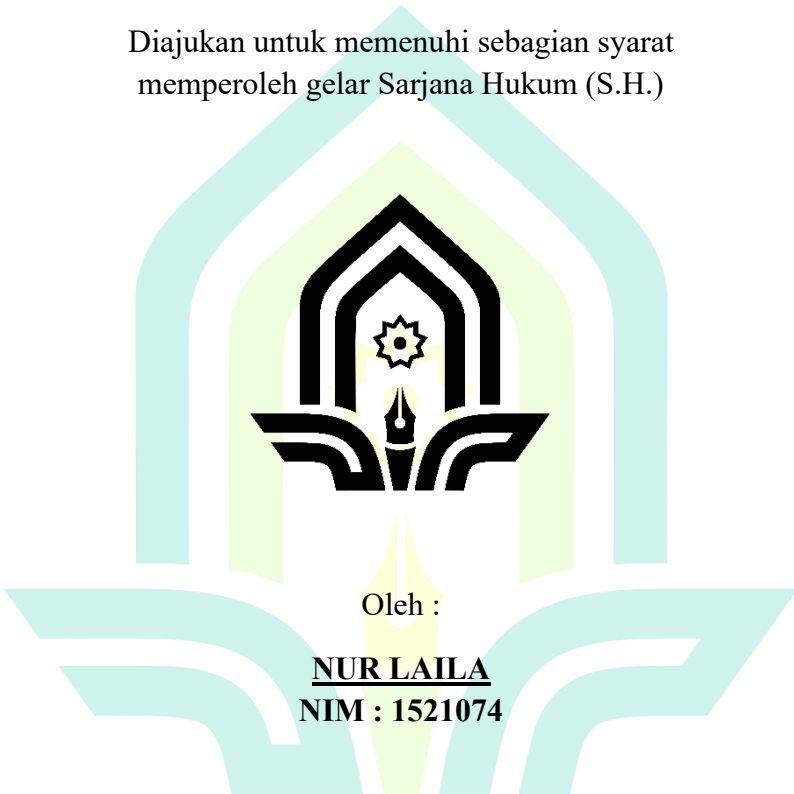 Diajukan untuk memenuhi sebagian syarat
memperoleh gelar Sarjana Hukum (S.H.)
Oleh :
NUR LAILA
NIM : 1521074